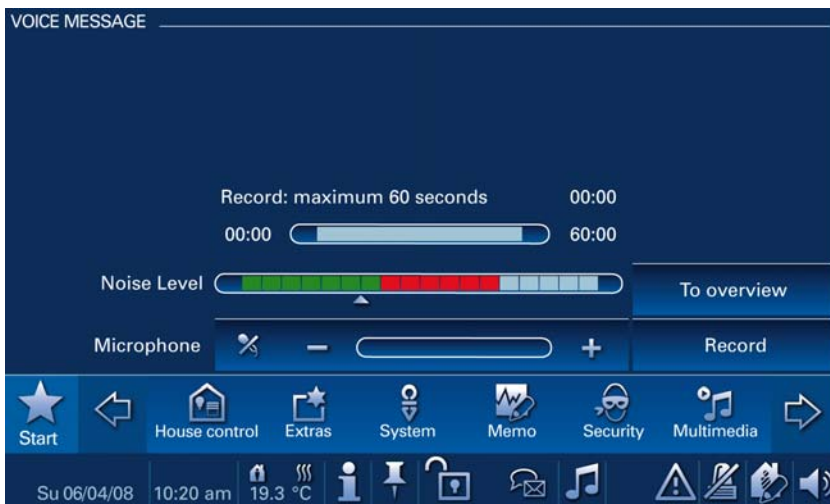 VOICE MESSAGE
Record: maximum 60 seconds 00:00
00:00 60:00
Noise Level
To overview
Microphone - +
Record
Start
House control Extras System Memo Security Multimedia
Su 06/04/08 10:20 am 19.3 °C